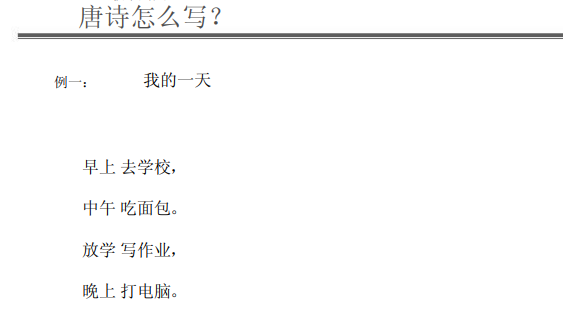 唐诗怎么写？
例一： 我的一天
早上 去学校，
中午 吃面包。
放学 写作业，
晚上 打电脑。